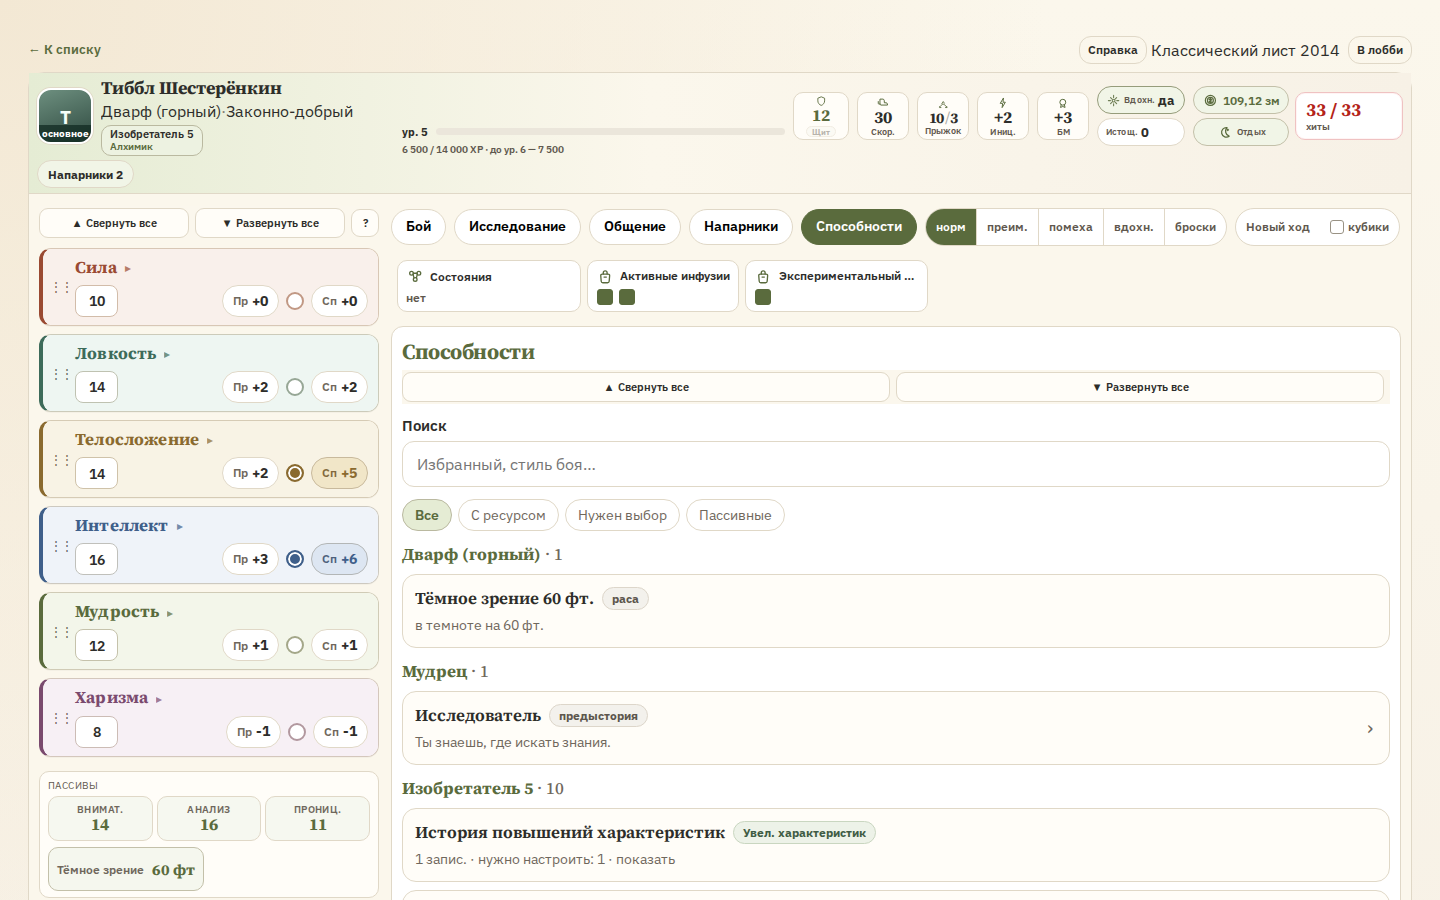 ← К списку
Справка Классический лист 2014 В лобби
Т
основное
Тиббл Шестерёнкин
Дварф (горный)·Законно-добрый
Изобретатель 5
Алхимик
Напарники 2
ур. 5
6 500 / 14 000 XP · до ур. 6 — 7 500
12
Щит
30
Скор.
10/3
Прыжок
+2
Иниц.
+3
БМ
Вдохн. да
Истощ. 0
109,12 зм
Отдых
33 / 33
хиты
▲ Свернуть все
▼ Развернуть все
?
Сила ▸
10 Пр +0 Сп +0
Ловкость ▸
14 Пр +2 Сп +2
Телосложение ▸
14 Пр +2 Сп +5
Интеллект ▸
16 Пр +3 Сп +6
Мудрость ▸
12 Пр +1 Сп +1
Харизма ▸
8 Пр -1 Сп -1
ПАССИВЫ
ВНИМАТ. АНАЛИЗ ПРОНИЦ.
14 16 11
Тёмное зрение 60 фт
Бой Исследование Общение Напарники Способности норм преим. помеха вдохн. броски Новый ход кубики
Состояния
нет
Активные инфузии
Экспериментальный ...
Способности
▲ Свернуть все ▼ Развернуть все
Поиск
Избранный, стиль боя...
Все С ресурсом Нужен выбор Пассивные
Дварф (горный) · 1
Тёмное зрение 60 фт. раса
в темноте на 60 фт.
Мудрец · 1
Исследователь предыстория
Ты знаешь, где искать знания.
›
Изобретатель 5 · 10
История повышений характеристик Увел. характеристик
1 запис. · нужно настроить: 1 · показать